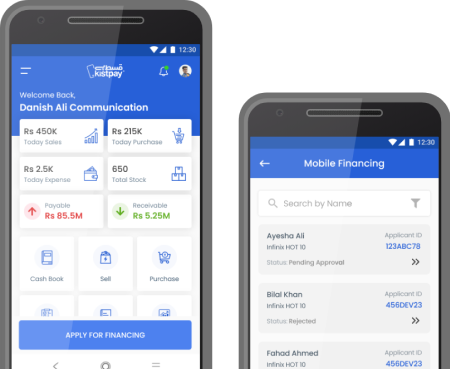 12:30
قسط پے
kistpay
Welcome Back,
Danish Ali Communication
Rs 450K
Today Sales
Rs 215K
Today Purchase
Rs 2.5K
Today Expense
650
Total Stock
Payable
Rs 85.5M
Receivable
Rs 5.25M
Cash Book
Sell
Purchase
APPLY FOR FINANCING
12:30
Mobile Financing
Search by Name
Ayesha Ali
Applicant ID
Infinix HOT 10
123ABC78
Status: Pending Approval
Bilal Khan
Applicant ID
Infinix HOT 10
456DEV23
Status: Rejected
Fahad Ahmed
Applicant ID
Infinix HOT 10
456DEV23